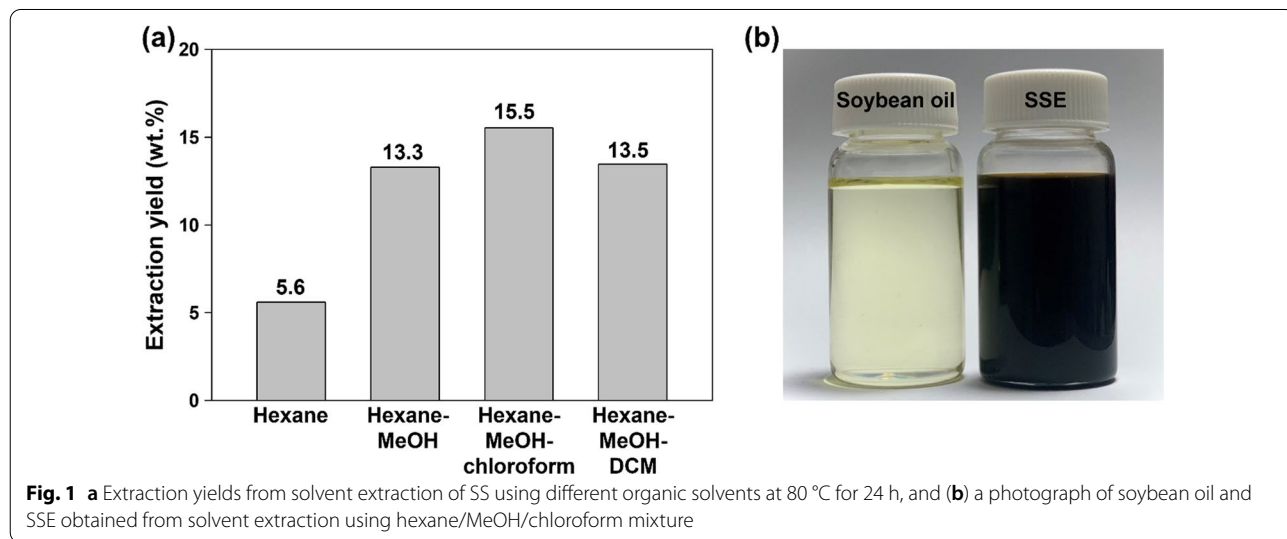 (a)
20
15
10
5
0
Extraction yield (wt.%)
5.6
13.3
15.5
13.5
Hexane
Hexane-
MeOH
Hexane-
MeOH-
chloroform
Hexane-
MeOH-
DCM
(b)
Soybean oil
SSE
Fig. 1 a Extraction yields from solvent extraction of SS using different organic solvents at 80 °C for 24 h, and (b) a photograph of soybean oil and
SSE obtained from solvent extraction using hexane/MeOH/chloroform mixture